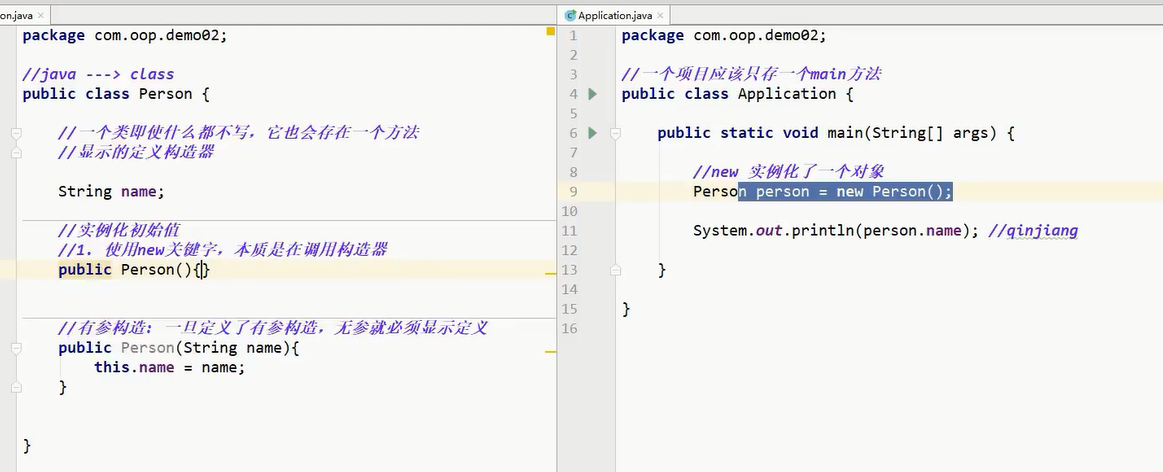 on.java
package com.oop.demo02;
//java ---> class
public class Person {
//一个类即使什么都不写，它也会存在一个方法
//显示的定义构造器
String name;
//实例化初始值
//1. 使用new关键字，本质是在调用构造器
public Person(){}
//有参构造：一旦定义了有参构造，无参就必须显示定义
public Person(String name){
this.name = name;
}
}
Application.java
1 package com.oop.demo02;
2
3 //一个项目应该只存一个main方法
4 public class Application {
5
6 public static void main(String[] args) {
7
8 //new 实例化了一个对象
9 Person person = new Person();
10
11 System.out.println(person.name); //qinjiang
12
13 }
14
15 }
16